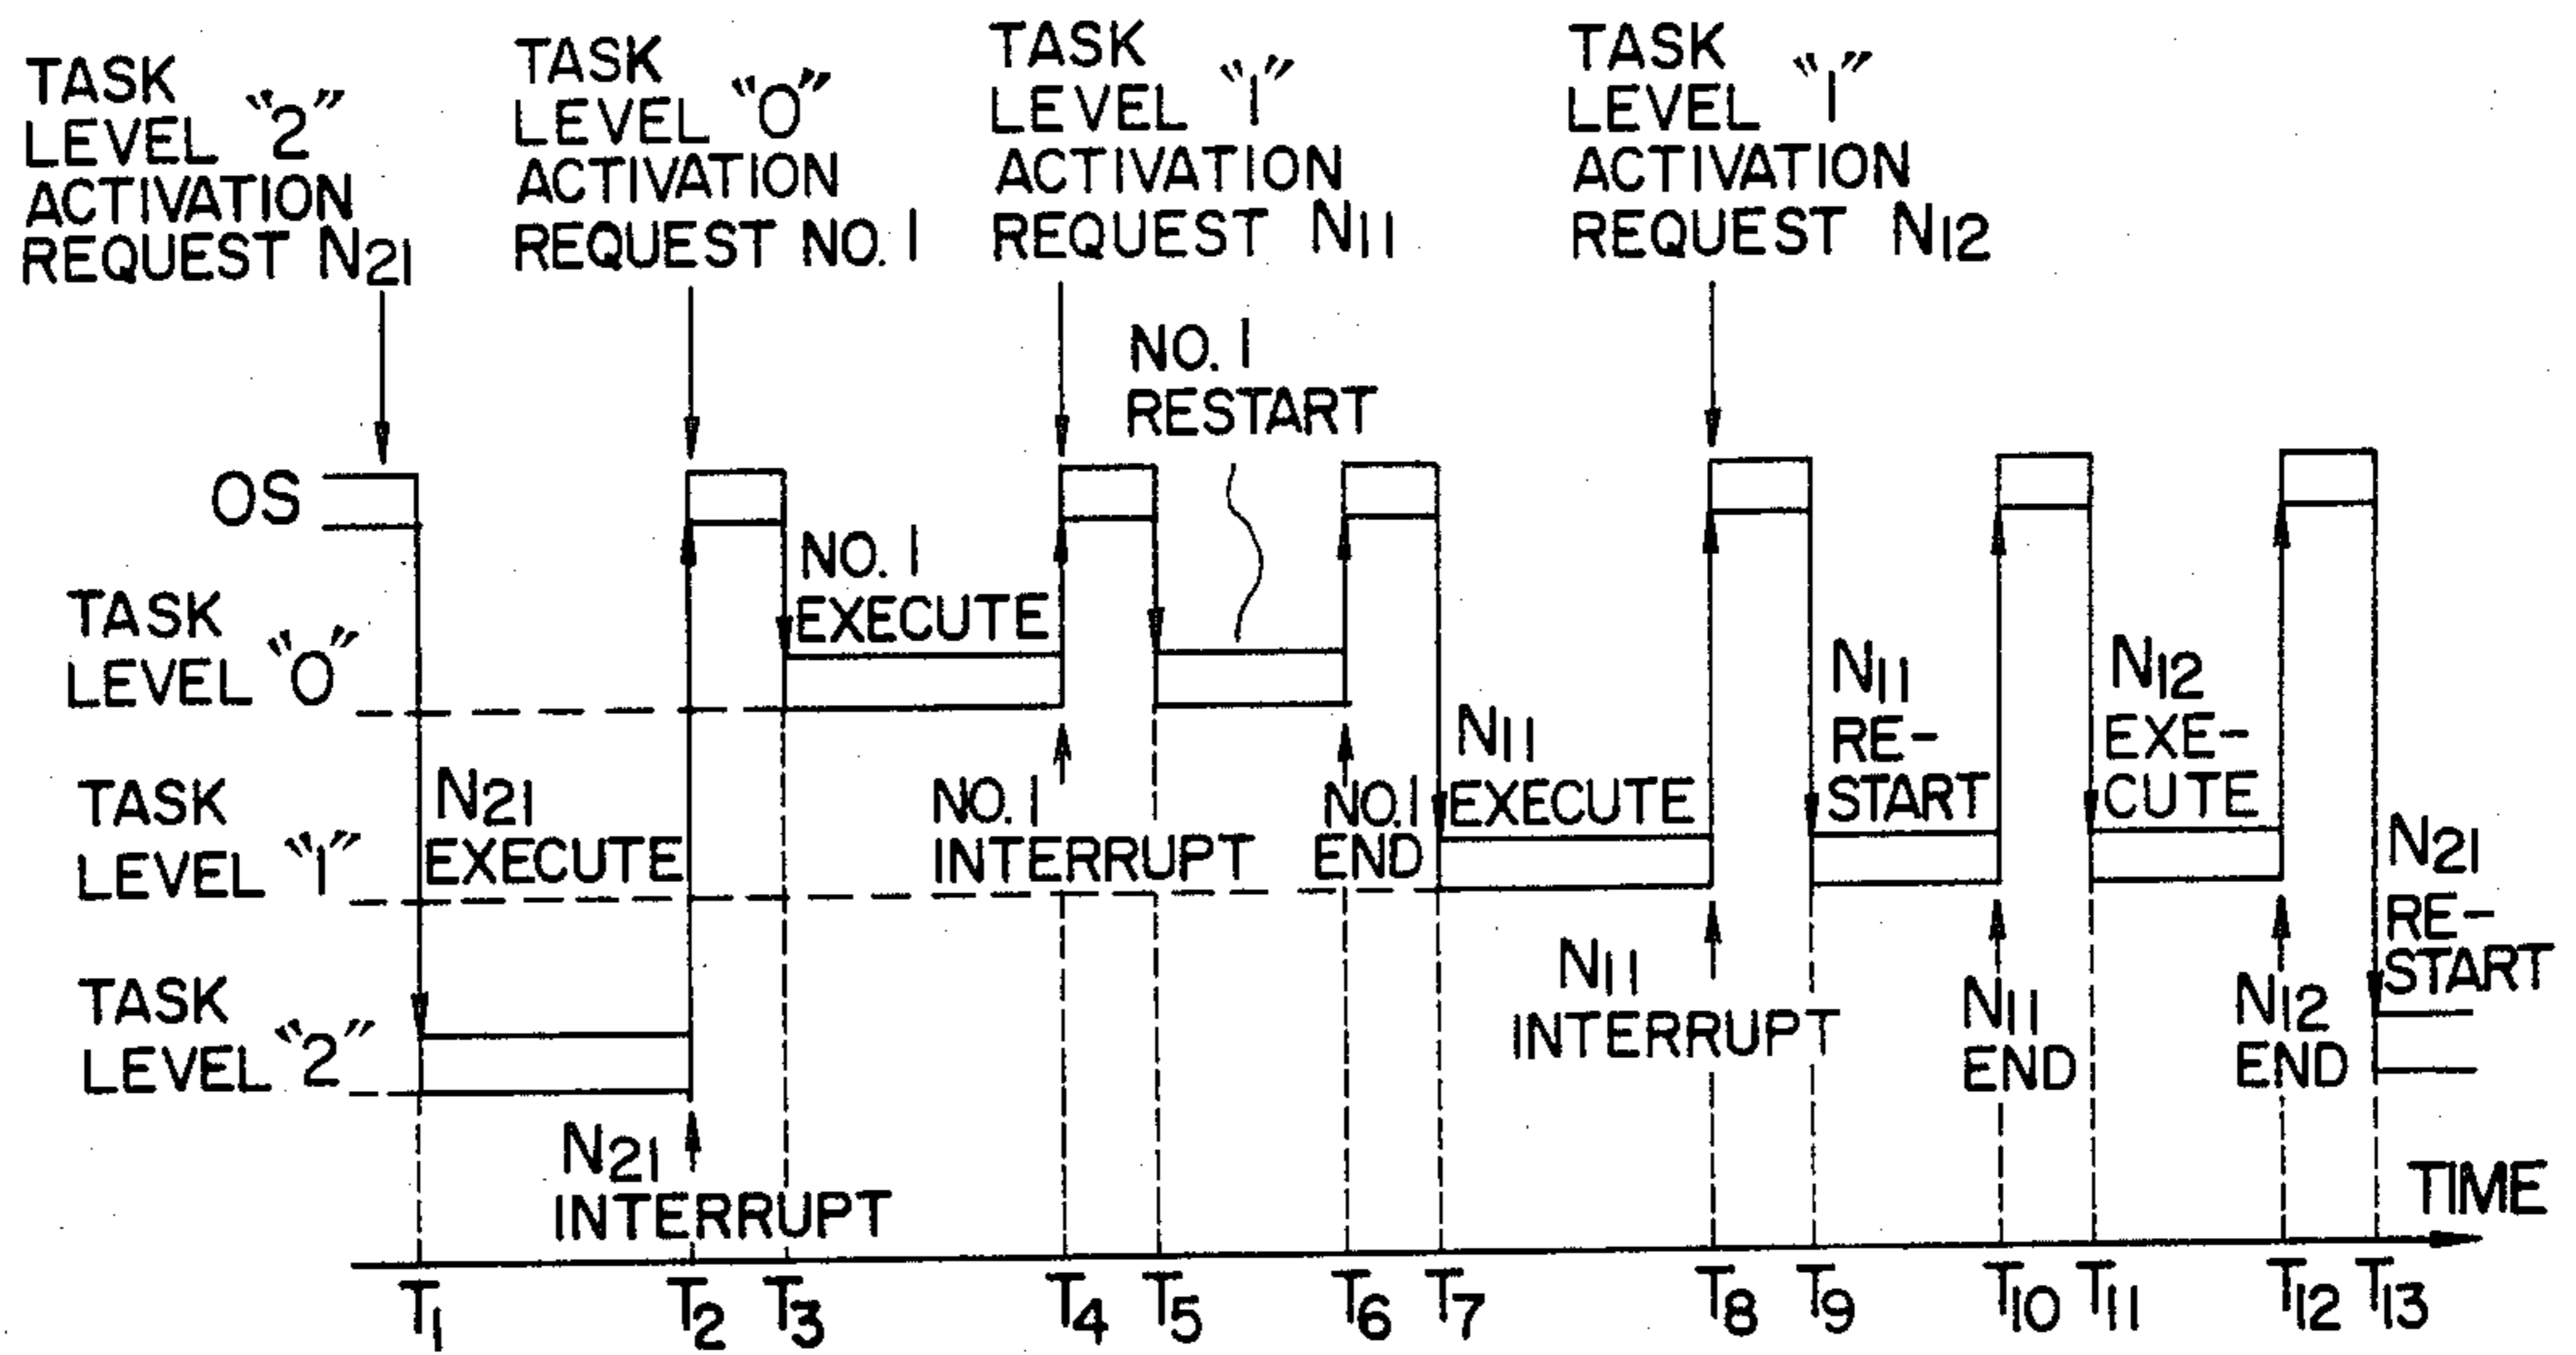 TASK
LEVEL "2"
ACTIVATION
REQUEST N21
TASK
LEVEL "0"
ACTIVATION
REQUEST NO. 1
TASK
LEVEL "1"
ACTIVATION
REQUEST N11
TASK
LEVEL "1"
ACTIVATION
REQUEST N12
NO. 1
RESTART
OS
NO. 1
EXECUTE
TASK
LEVEL "0"
N11
RE-
START
N12
EXE-
CUTE
N11
EXECUTE
TASK
LEVEL "1"
N21
EXECUTE
NO. 1
INTERRUPT
NO. 1
END
N21
RE-
START
N11
INTERRUPT
N11
END
N12
END
TASK
LEVEL "2"
N21
INTERRUPT
TIME
T1 T2 T3 T4 T5 T6 T7 T8 T9 T10 T11 T12 T13